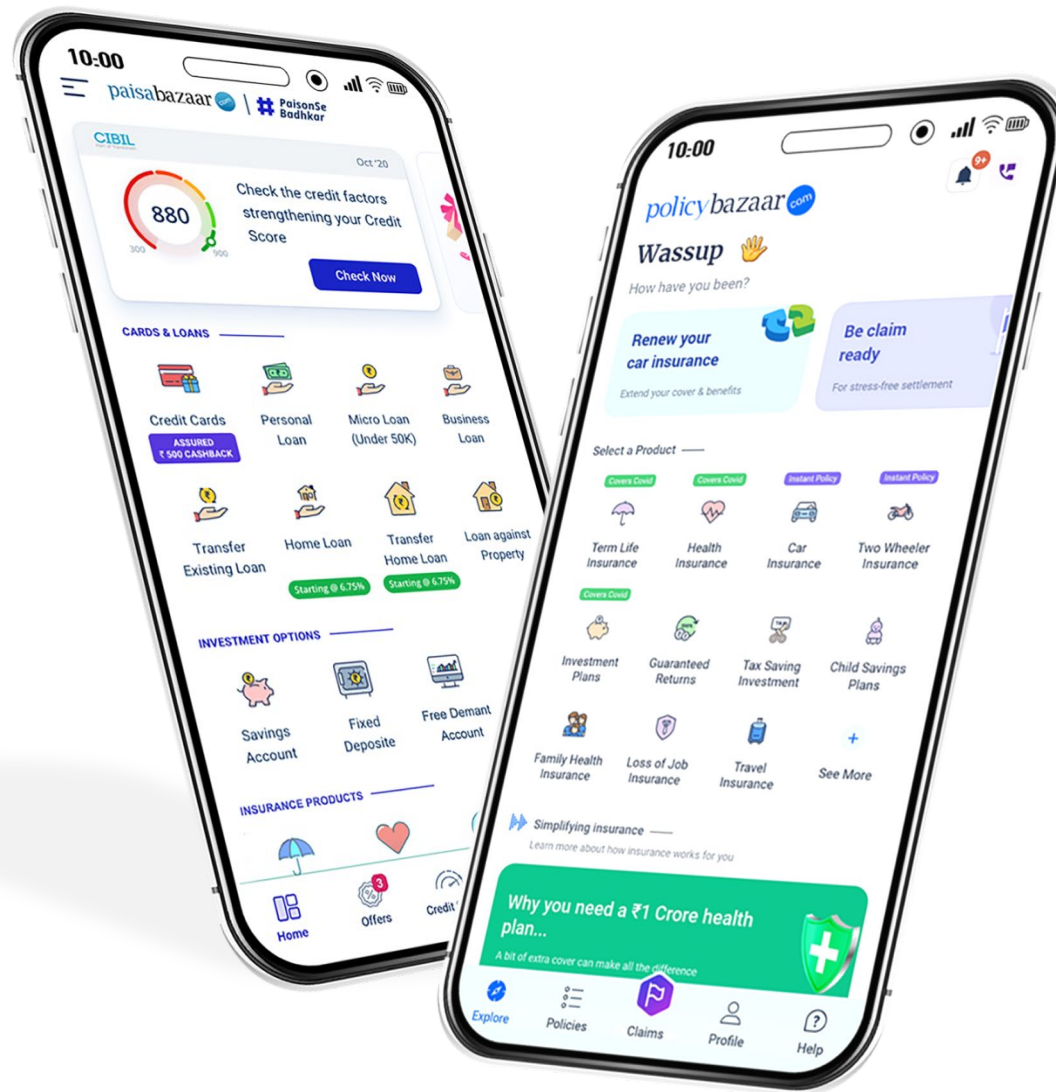 10:00
paisabazaar com | # PaisonSe
Badhkar
CIBIL
Oct '20
880
300
900
Check the credit factors
strengthening your Credit
Score
Check Now
CARDS & LOANS
Credit Cards
ASSURED
₹ 500 CASHBACK
Personal
Loan
Micro Loan
(Under 50K)
Business
Loan
Transfer
Existing Loan
Home Loan
Starting @ 6.75%
Transfer
Home Loan
Starting @ 6.75%
Loan against
Property
INVESTMENT OPTIONS
Savings
Account
Fixed
Deposite
Free Demant
Account
INSURANCE PRODUCTS
Home
3
Offers
Credit
10:00
9+
policybazaar com
Wassup
How have you been?
Renew your
car insurance
Extend your cover & benefits
Be claim
ready
For stress-free settlement
Select a Product
Covers Covid
Term Life
Insurance
Covers Covid
Health
Insurance
Instant Policy
Car
Insurance
Instant Policy
Two Wheeler
Insurance
Covers Covid
Investment
Plans
Guaranteed
Returns
Tax Saving
Investment
Child Savings
Plans
Family Health
Insurance
Loss of Job
Insurance
Travel
Insurance
+
See More
Simplifying insurance
Learn more about how insurance works for you
Why you need a ₹1 Crore health
plan...
A bit of extra cover can make all the difference
Explore
Policies
Claims
Profile
?
Help